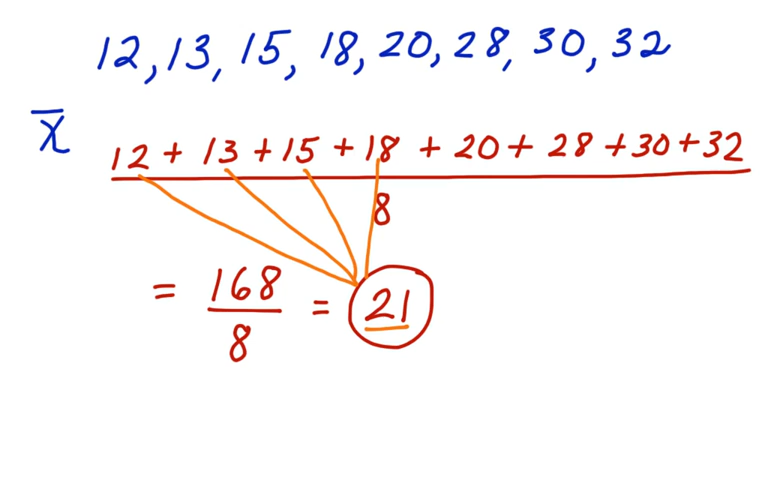 12, 13, 15, 18, 20, 28, 30, 32
x̅ 12 + 13 + 15 + 18 + 20 + 28 + 30 + 32
8
= 168/8 = 21